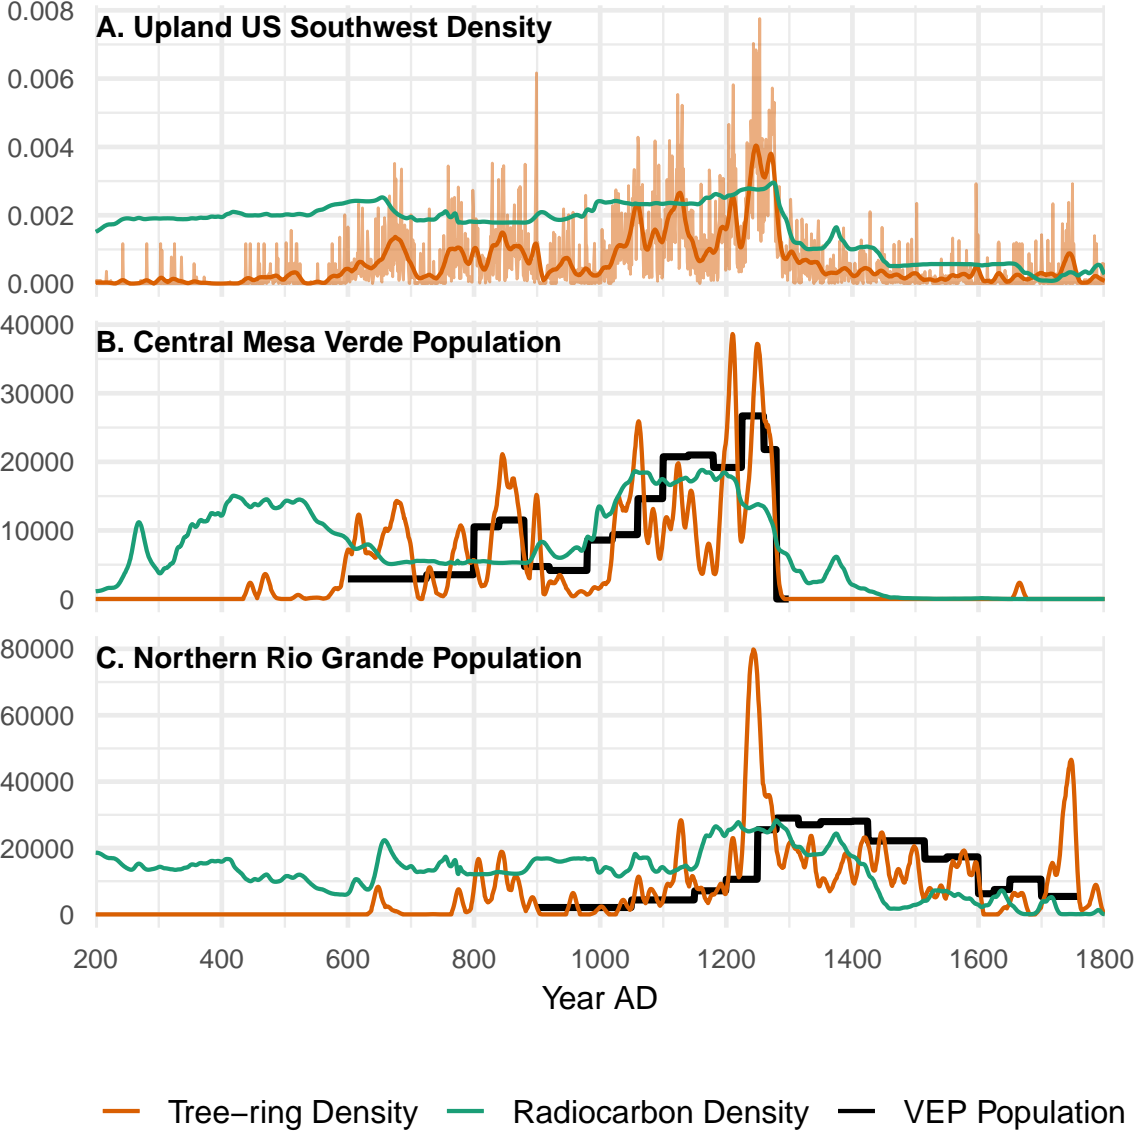 A. Upland US Southwest Density
0.008
0.006
0.004
0.002
0.000
B. Central Mesa Verde Population
40000
30000
20000
10000
0
C. Northern Rio Grande Population
80000
60000
40000
20000
0
200 400 600 800 1000 1200 1400 1600 1800
Year AD
Tree−ring Density Radiocarbon Density VEP Population